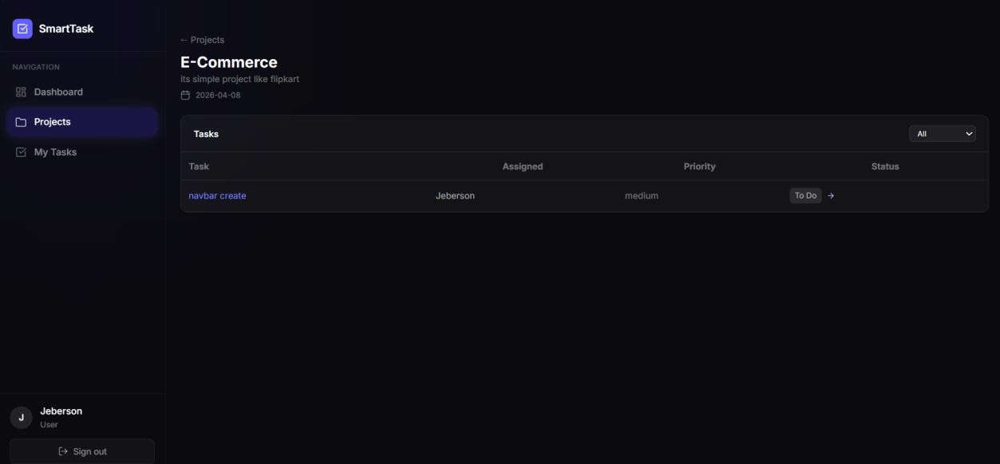 SmartTask
NAVIGATION
Dashboard
Projects
My Tasks
← Projects
E-Commerce
its simple project like flipkart
2026-04-08
Tasks
All
Task Assigned Priority Status
navbar create Jeberson medium To Do →
J
Jeberson
User
Sign out